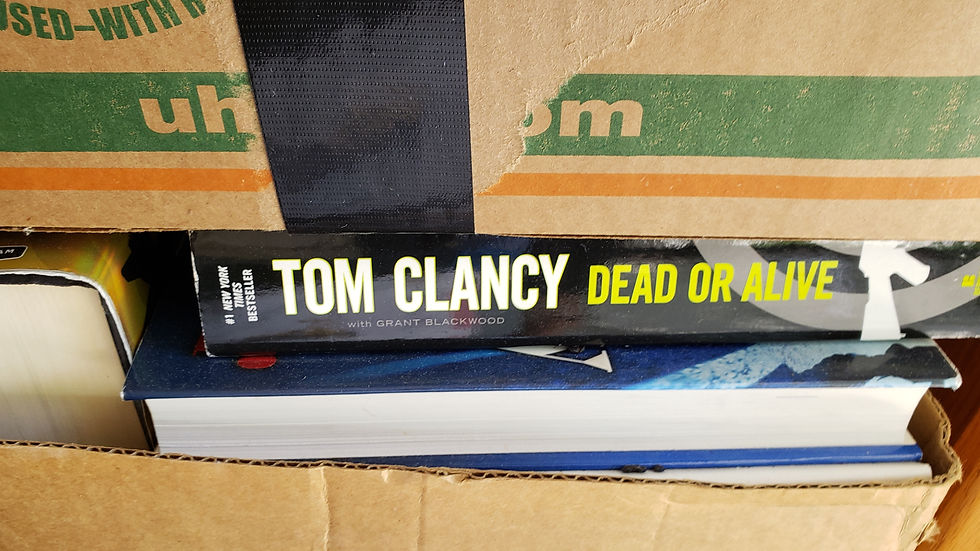 USED–WITH
uh
om
#1 NEW YORK
TIMES
BESTSELLER
TOM CLANCY DEAD OR ALIVE
with GRANT BLACKWOOD